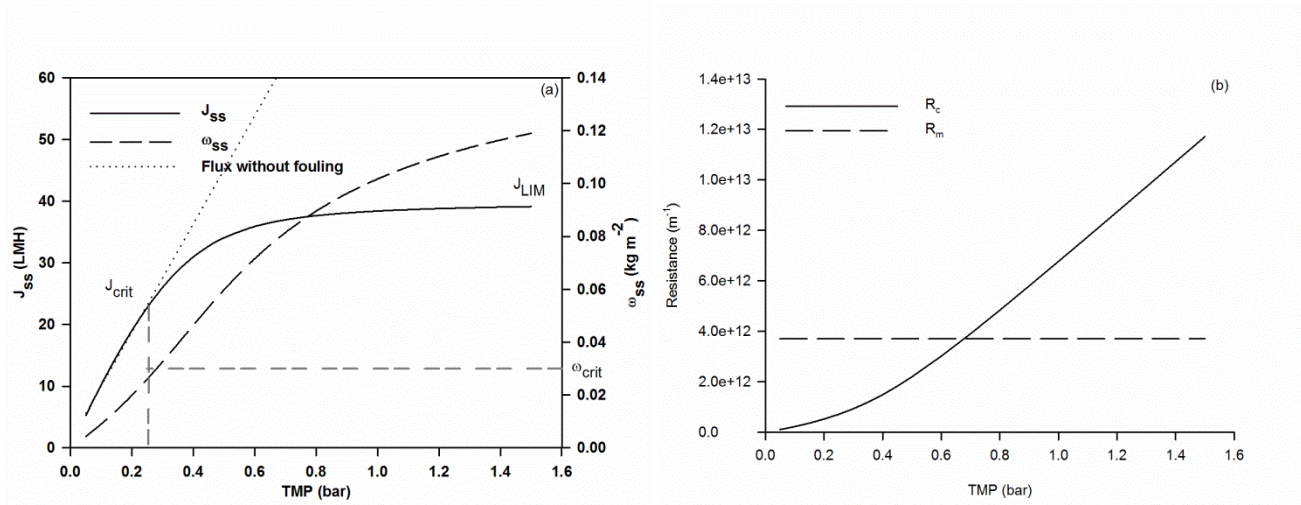 (a)
J_ss
ω_ss
Flux without fouling
J_LIM
J_crit
ω_crit
60
50
40
30
20
10
0
J_ss (LMH)
0.14
0.12
0.10
0.08
0.06
0.04
0.02
0.00
ω_ss (kg m^-2)
0.0 0.2 0.4 0.6 0.8 1.0 1.2 1.4 1.6
TMP (bar)
(b)
R_c
R_m
1.4e+13
1.2e+13
1.0e+13
8.0e+12
6.0e+12
4.0e+12
2.0e+12
0.0
Resistance (m^-1)
0.0 0.2 0.4 0.6 0.8 1.0 1.2 1.4 1.6
TMP (bar)